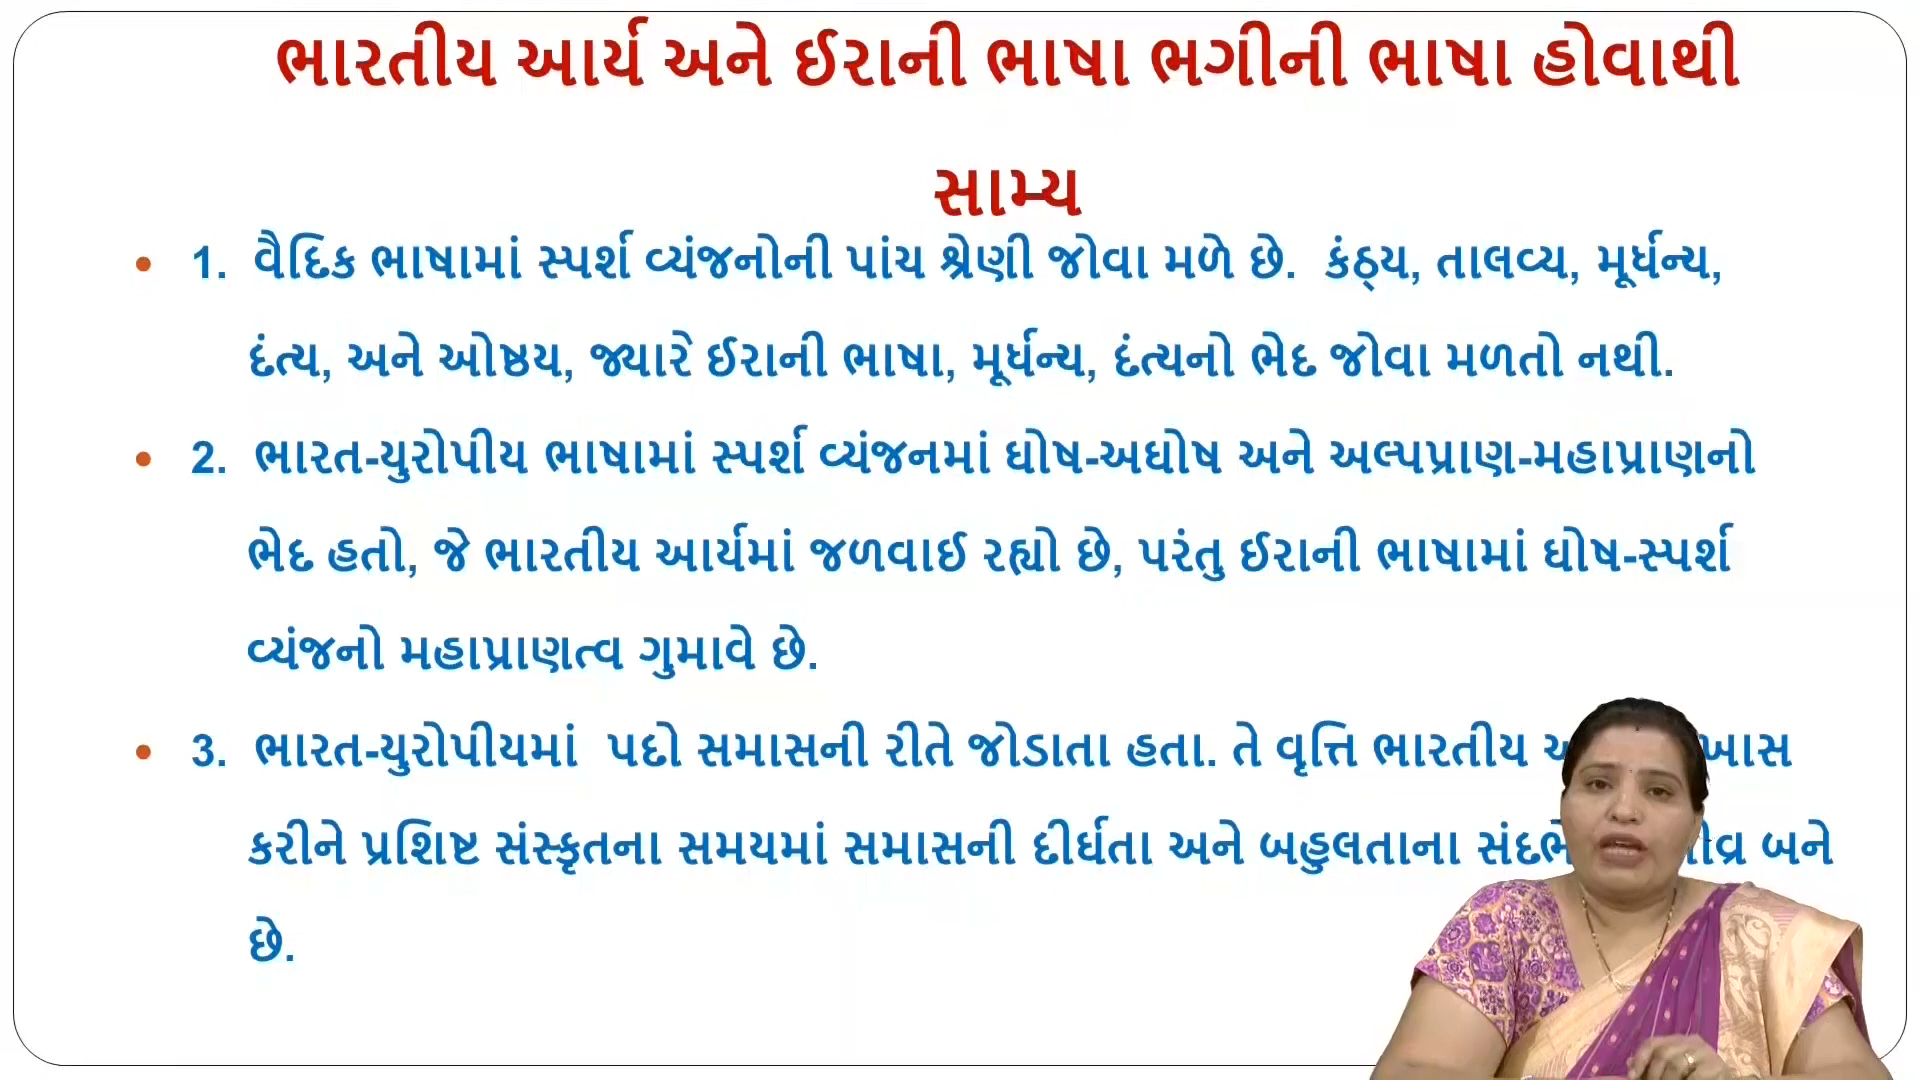 ભારતીય આર્ય અને ઈરાની ભાષા ભગીની ભાષા હોવાથી
સામ્ય
• 1. વૈદિક ભાષામાં સ્પર્શ વ્યંજનોની પાંચ શ્રેણી જોવા મળે છે. કંઠ્ય, તાલવ્ય, મૂર્ધન્ય,
દંત્ય, અને ઓષ્ઠય, જ્યારે ઈરાની ભાષા, મૂર્ધન્ય, દંત્યનો ભેદ જોવા મળતો નથી.
• 2. ભારત-યુરોપીય ભાષામાં સ્પર્શ વ્યંજનમાં ઘોષ-અઘોષ અને અલ્પપ્રાણ-મહાપ્રાણનો
ભેદ હતો, જે ભારતીય આર્યમાં જળવાઈ રહ્યો છે, પરંતુ ઈરાની ભાષામાં ઘોષ-સ્પર્શ
વ્યંજનો મહાપ્રાણત્વ ગુમાવે છે.
• 3. ભારત-યુરોપીયમાં પદો સમાસની રીતે જોડાતા હતા. તે વૃત્તિ ભારતીય ખાસ
કરીને પ્રશિષ્ટ સંસ્કૃતના સમયમાં સમાસની દીર્ઘતા અને બહુલતાના બને
છે.